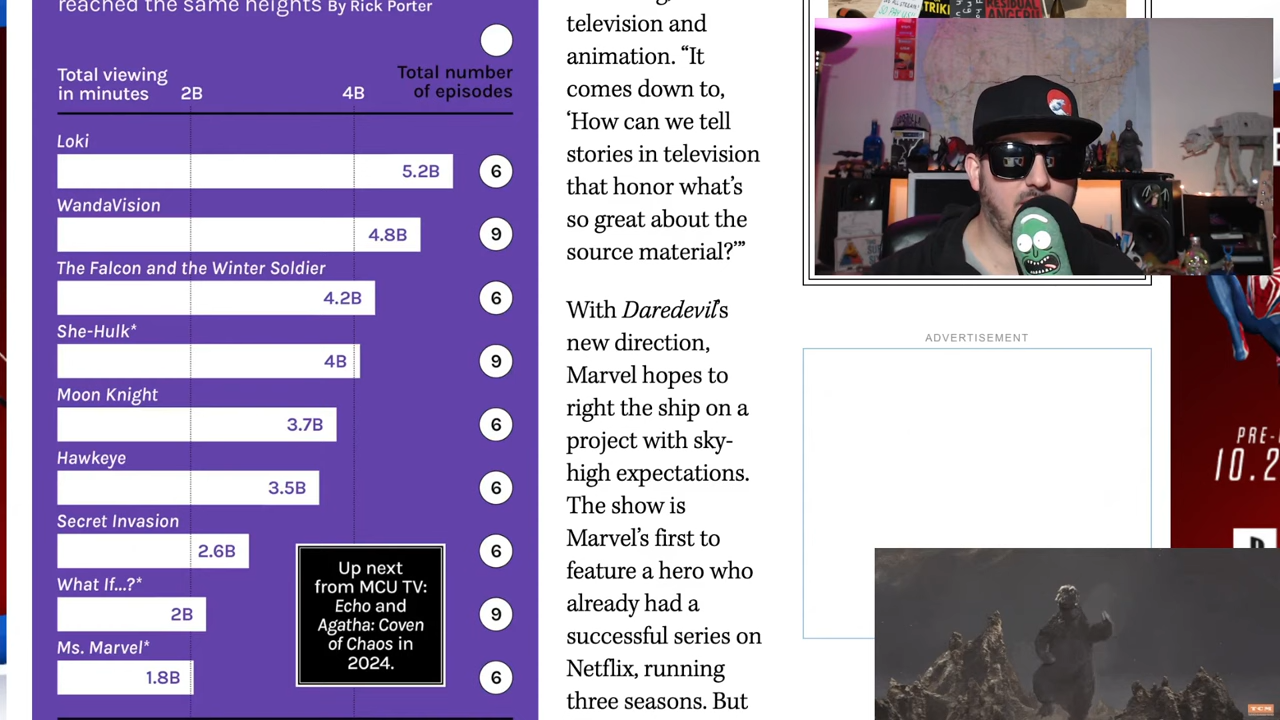 reached the same heights By Rick Porter
Total viewing
in minutes
2B
4B
Total number
of episodes
Loki
5.2B
6
WandaVision
4.8B
9
The Falcon and the Winter Soldier
4.2B
6
She-Hulk*
4B
9
Moon Knight
3.7B
6
Hawkeye
3.5B
6
Secret Invasion
2.6B
6
What If...?*
2B
9
Ms. Marvel*
1.8B
6
Up next
from MCU TV:
Echo and
Agatha: Coven
of Chaos in
2024.
television and
animation. “It
comes down to,
‘How can we tell
stories in television
that honor what’s
so great about the
source material?’”
With Daredevil’s
new direction,
Marvel hopes to
right the ship on a
project with sky-
high expectations.
The show is
Marvel’s first to
feature a hero who
already had a
successful series on
Netflix, running
three seasons. But
TRIKI
RESIDUAL
ADVERTISEMENT
PRE-
10.2
TCM